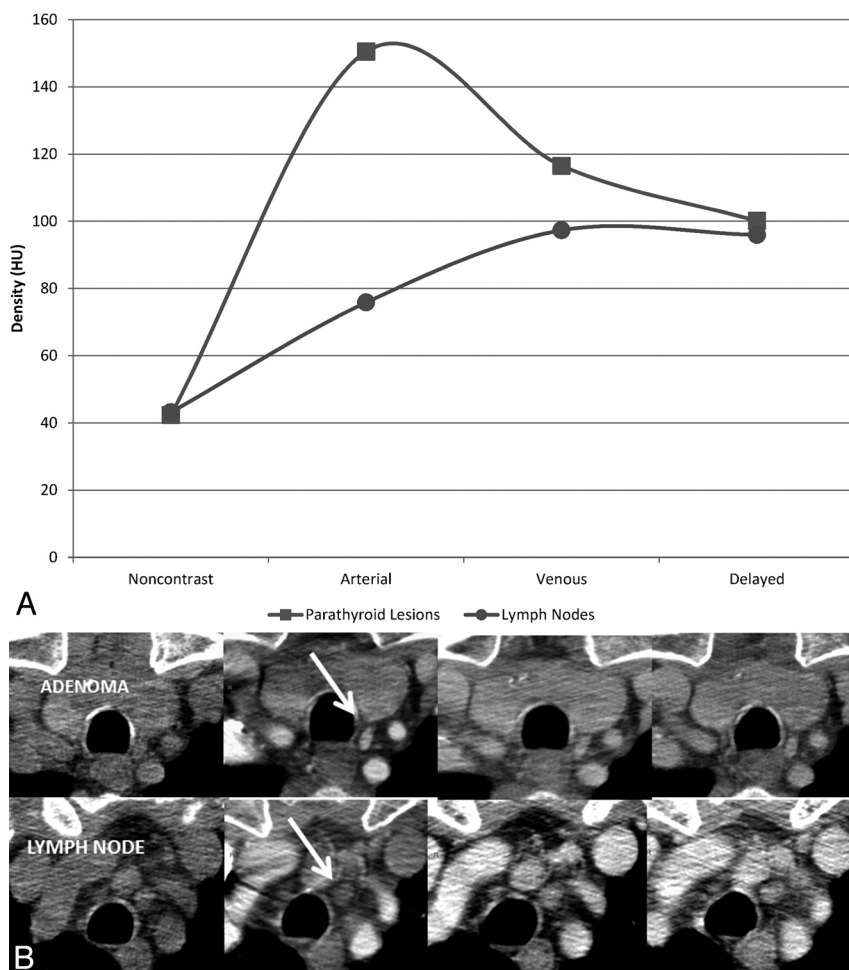 160
140
120
100
80
60
40
20
0
Density (HU)
Noncontrast Arterial Venous Delayed
A
Parathyroid Lesions Lymph Nodes
ADENOMA
LYMPH NODE
B